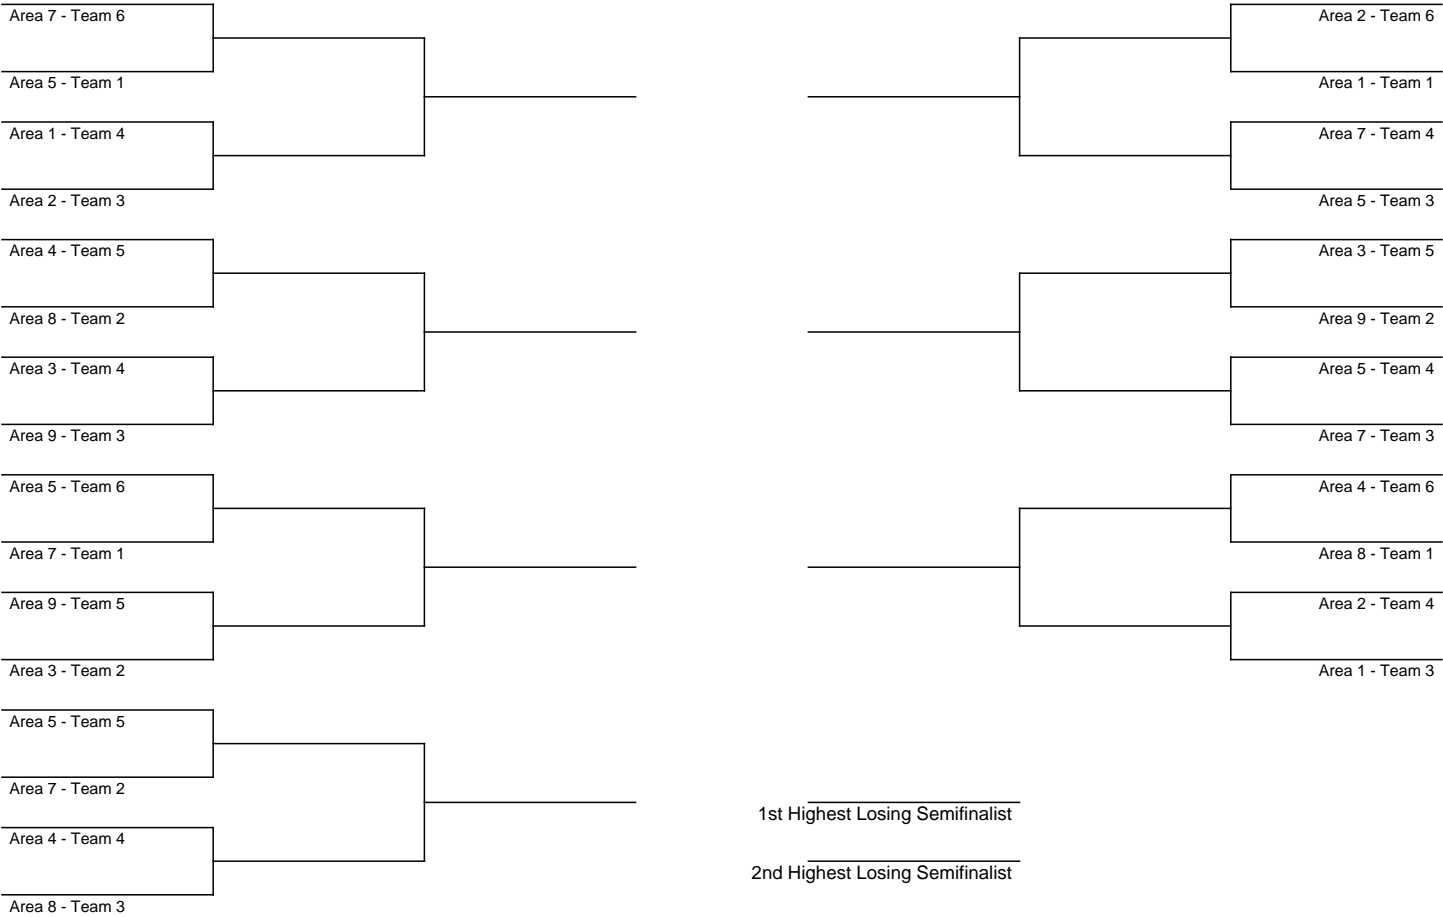 Area 7 - Team 6
Area 5 - Team 1
Area 1 - Team 4
Area 2 - Team 3
Area 4 - Team 5
Area 8 - Team 2
Area 3 - Team 4
Area 9 - Team 3
Area 5 - Team 6
Area 7 - Team 1
Area 9 - Team 5
Area 3 - Team 2
Area 5 - Team 5
Area 7 - Team 2
Area 4 - Team 4
Area 8 - Team 3
Area 2 - Team 6
Area 1 - Team 1
Area 7 - Team 4
Area 5 - Team 3
Area 3 - Team 5
Area 9 - Team 2
Area 5 - Team 4
Area 7 - Team 3
Area 4 - Team 6
Area 8 - Team 1
Area 2 - Team 4
Area 1 - Team 3
1st Highest Losing Semifinalist
2nd Highest Losing Semifinalist